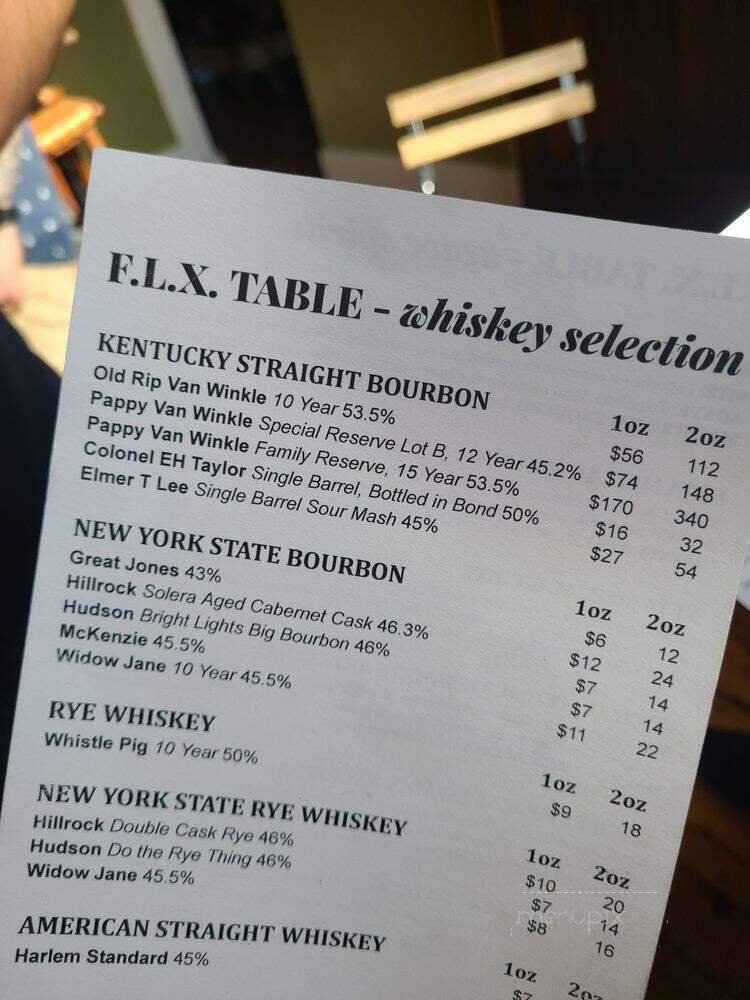 F.L.X. TABLE - whiskey selection
KENTUCKY STRAIGHT BOURBON 1oz 2oz
Old Rip Van Winkle 10 Year 53.5% $56 112
Pappy Van Winkle Special Reserve Lot B, 12 Year 45.2% $74 148
Pappy Van Winkle Family Reserve, 15 Year 53.5% $170 340
Colonel EH Taylor Single Barrel, Bottled in Bond 50% $16 32
Elmer T Lee Single Barrel Sour Mash 45% $27 54
NEW YORK STATE BOURBON 1oz 2oz
Great Jones 43% $6 12
Hillrock Solera Aged Cabernet Cask 46.3% $12 24
Hudson Bright Lights Big Bourbon 46% $7 14
McKenzie 45.5% $7 14
Widow Jane 10 Year 45.5% $11 22
RYE WHISKEY 1oz 2oz
Whistle Pig 10 Year 50% $9 18
NEW YORK STATE RYE WHISKEY 1oz 2oz
Hillrock Double Cask Rye 46% $10 20
Hudson Do the Rye Thing 46% $7 14
Widow Jane 45.5% $8 16
AMERICAN STRAIGHT WHISKEY 1oz 2oz
Harlem Standard 45% $7
menupix